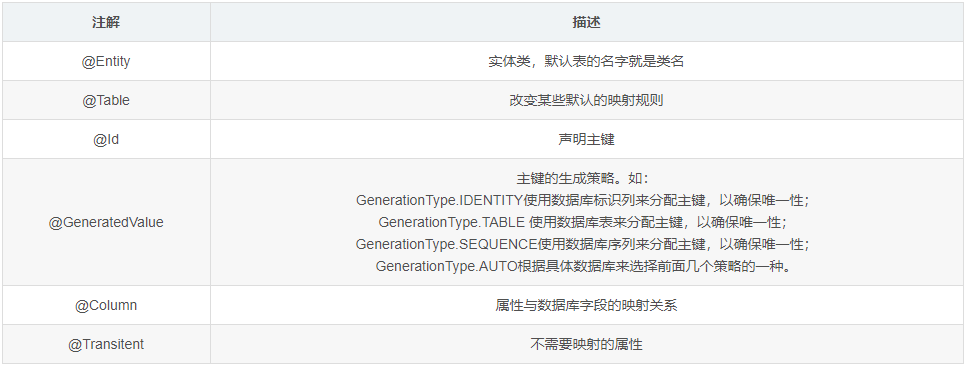 注解 描述
@Entity 实体类，默认表的名字就是类名
@Table 改变某些默认的映射规则
@Id 声明主键
@GeneratedValue 主键的生成策略。如：
GenerationType.IDENTITY使用数据库标识列来分配主键，以确保唯一性；
GenerationType.TABLE 使用数据库表来分配主键，以确保唯一性；
GenerationType.SEQUENCE使用数据库序列来分配主键，以确保唯一性；
GenerationType.AUTO根据具体数据库来选择前面几个策略的一种。
@Column 属性与数据库字段的映射关系
@Transitent 不需要映射的属性